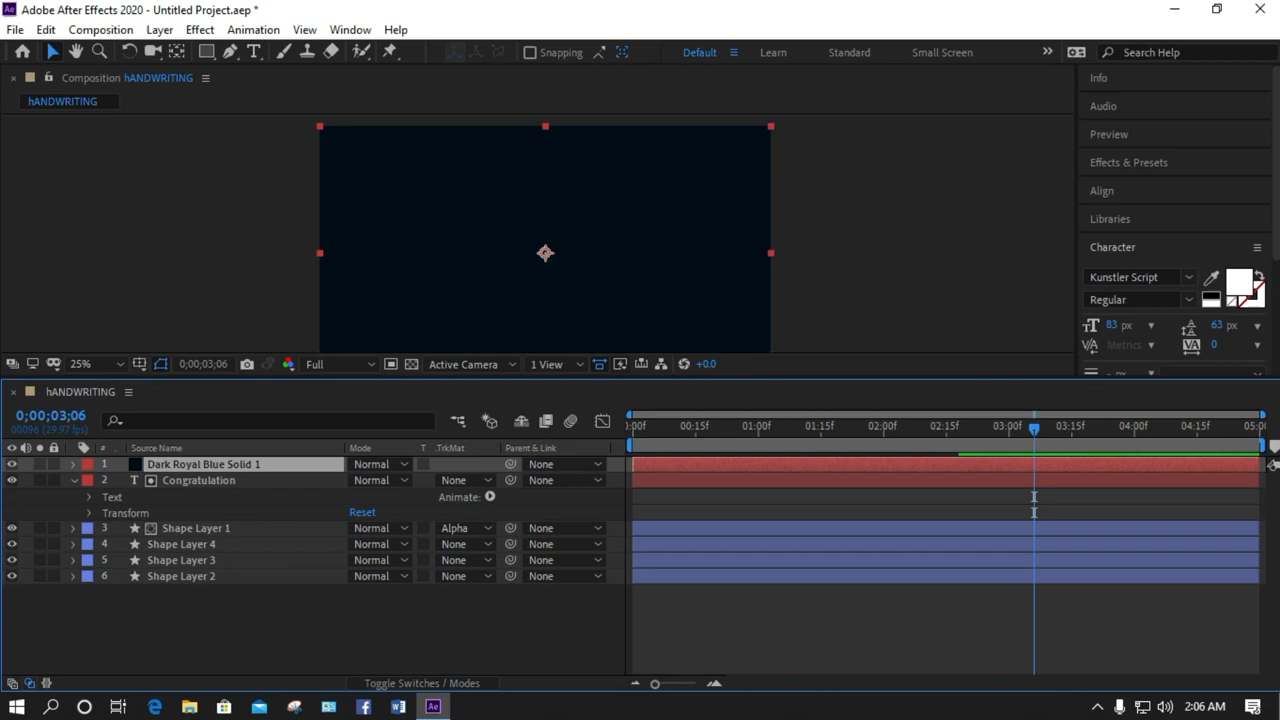 Adobe After Effects 2020 - Untitled Project.aep *
File Edit Composition Layer Effect Animation View Window Help
Snapping Default Learn Standard Small Screen Search Help
Composition hANDWRITING
hANDWRITING
Info
Audio
Preview
Effects & Presets
Align
Libraries
Character
Kunstler Script
Regular
83 px 63 px
Metrics 0
25% 0;00;03;06 Full Active Camera 1 View +0.0
hANDWRITING
0;00;03;06
00096 (29.97 fps)
:00f 00:15f 01:00f 01:15f 02:00f 02:15f 03:00f 03:15f 04:00f 04:15f 05:00
# Source Name Mode T .TrkMat Parent & Link
1 Dark Royal Blue Solid 1 Normal None
2 T Congratulation Normal None None
Text Animate:
Transform Reset
3 Shape Layer 1 Normal Alpha None
4 Shape Layer 4 Normal None None
5 Shape Layer 3 Normal None None
6 Shape Layer 2 Normal None None
Toggle Switches / Modes
2:06 AM